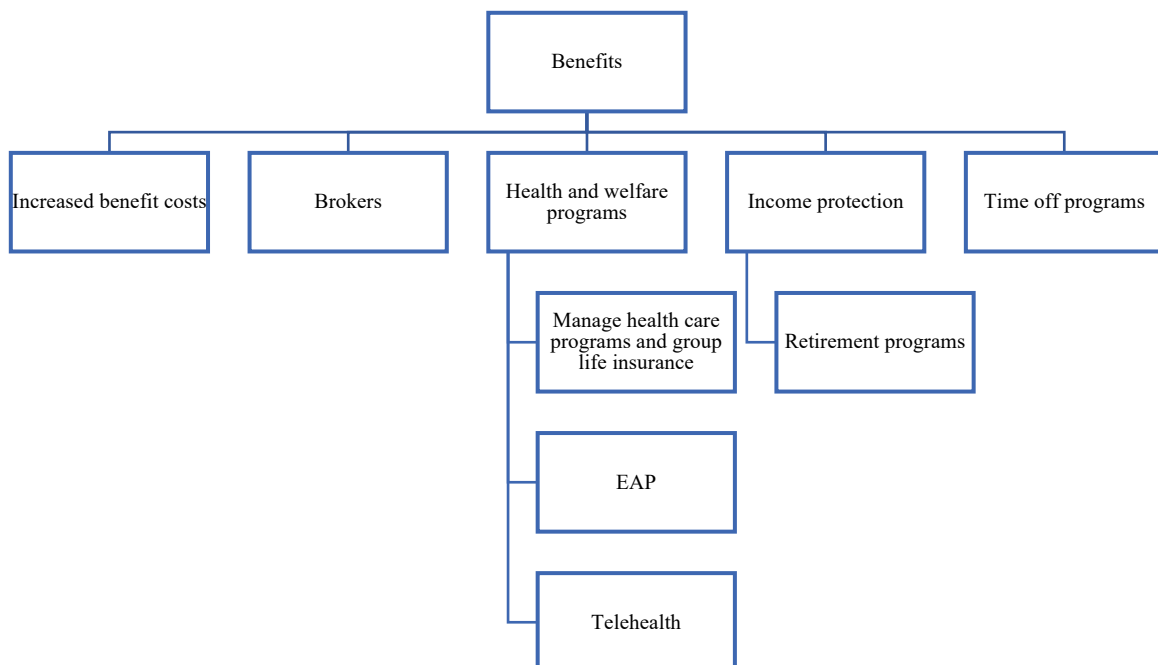 Benefits
Increased benefit costs
Brokers
Health and welfare
programs
Income protection
Time off programs
Manage health care
programs and group
life insurance
Retirement programs
EAP
Telehealth